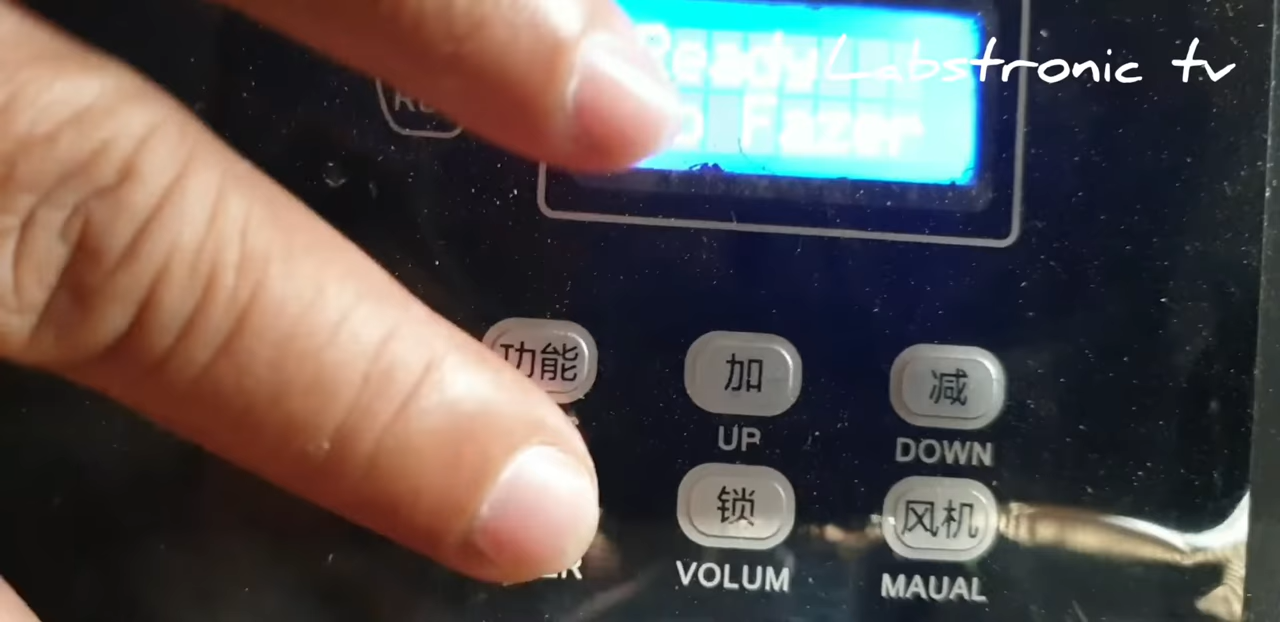 Labstronic tv
Ready
Fazer
功能
加
减
UP
DOWN
锁
风机
VOLUM
MAUAL